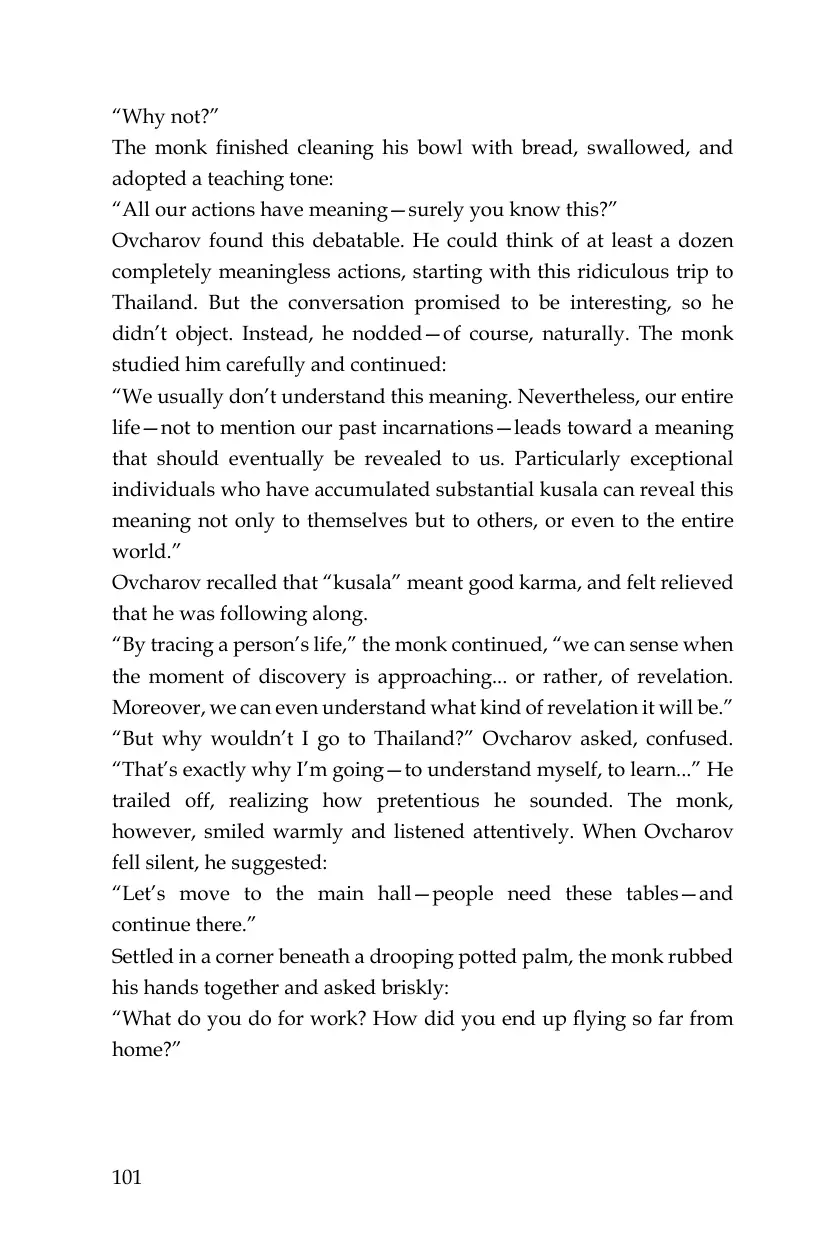 “Why not?”
The monk finished cleaning his bowl with bread, swallowed, and
adopted a teaching tone:
“All our actions have meaning—surely you know this?”
Ovcharov found this debatable. He could think of at least a dozen
completely meaningless actions, starting with this ridiculous trip to
Thailand. But the conversation promised to be interesting, so he
didn’t object. Instead, he nodded—of course, naturally. The monk
studied him carefully and continued:
“We usually don’t understand this meaning. Nevertheless, our entire
life—not to mention our past incarnations—leads toward a meaning
that should eventually be revealed to us. Particularly exceptional
individuals who have accumulated substantial kusala can reveal this
meaning not only to themselves but to others, or even to the entire
world.”
Ovcharov recalled that “kusala” meant good karma, and felt relieved
that he was following along.
“By tracing a person’s life,” the monk continued, “we can sense when
the moment of discovery is approaching... or rather, of revelation.
Moreover, we can even understand what kind of revelation it will be.”
“But why wouldn’t I go to Thailand?” Ovcharov asked, confused.
“That’s exactly why I’m going—to understand myself, to learn...” He
trailed off, realizing how pretentious he sounded. The monk,
however, smiled warmly and listened attentively. When Ovcharov
fell silent, he suggested:
“Let’s move to the main hall—people need these tables—and
continue there.”
Settled in a corner beneath a drooping potted palm, the monk rubbed
his hands together and asked briskly:
“What do you do for work? How did you end up flying so far from
home?”
101